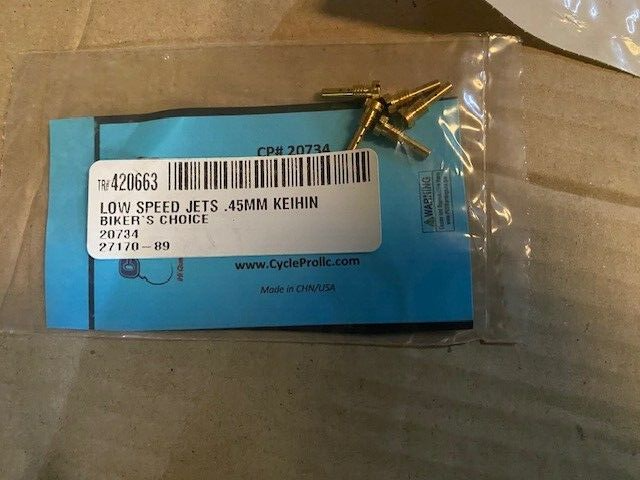 CP# 20734
TR# 420663
LOW SPEED JETS .45MM KEIHIN
BIKER'S CHOICE
20734
27170-89
WARNING
www.CycleProllc.com
Made in CHN/USA